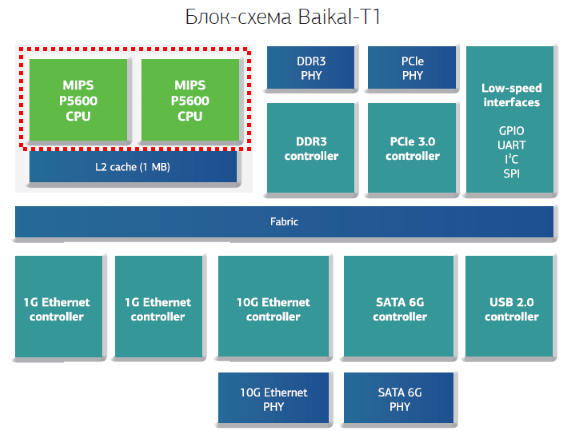 Блок-схема Baikal-T1
MIPS
P5600
CPU
MIPS
P5600
CPU
L2 cache (1 MB)
DDR3
PHY
PCIe
PHY
DDR3
controller
PCIe 3.0
controller
Low-speed
interfaces
GPIO
UART
I²C
SPI
Fabric
1G Ethernet
controller
1G Ethernet
controller
10G Ethernet
controller
SATA 6G
controller
USB 2.0
controller
10G Ethernet
PHY
SATA 6G
PHY